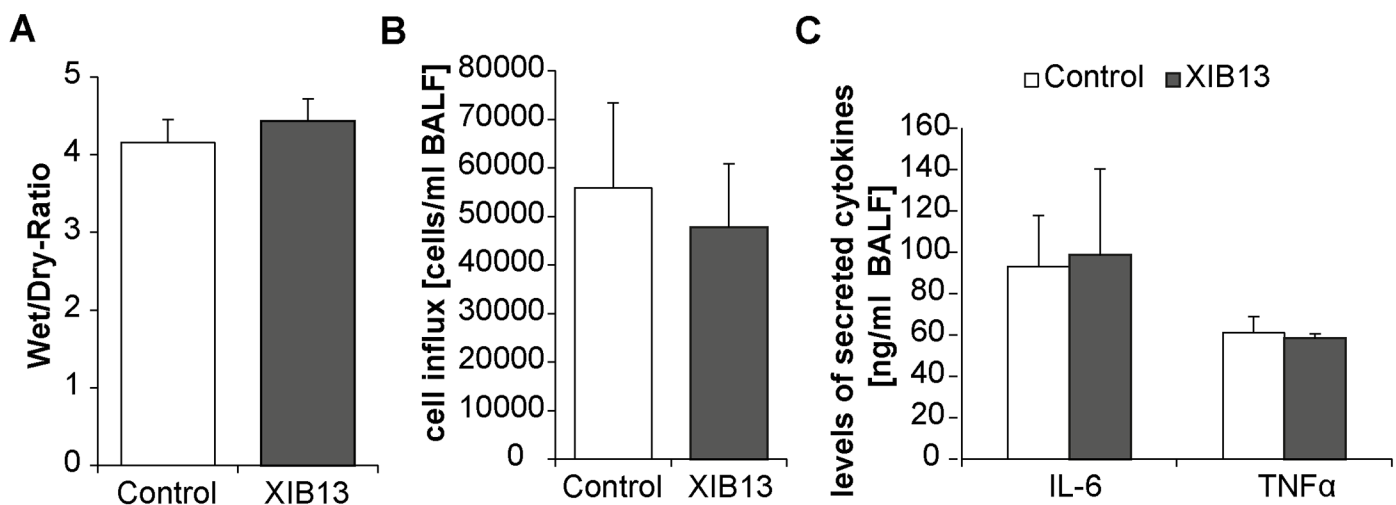 A
Wet/Dry-Ratio
5
4
3
2
1
0
Control XIB13
B
cell influx [cells/ml BALF]
80000
70000
60000
50000
40000
30000
20000
10000
0
Control XIB13
C
Control XIB13
levels of secreted cytokines
[ng/ml BALF]
160
140
120
100
80
60
40
20
0
IL-6 TNFα